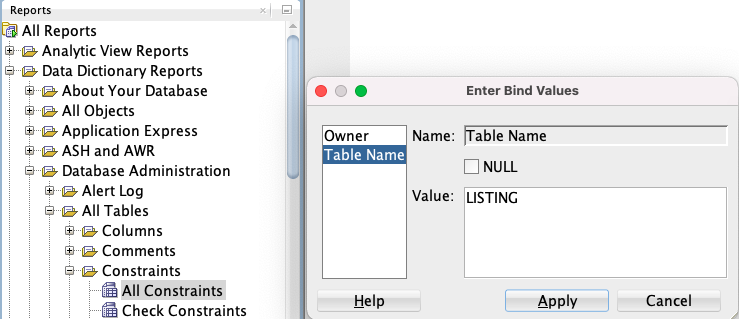 Reports
All Reports
Analytic View Reports
Data Dictionary Reports
About Your Database
All Objects
Application Express
ASH and AWR
Database Administration
Alert Log
All Tables
Columns
Comments
Constraints
All Constraints
Check Constraints
Enter Bind Values
Owner
Table Name
Name: Table Name
NULL
Value: LISTING
Help Apply Cancel